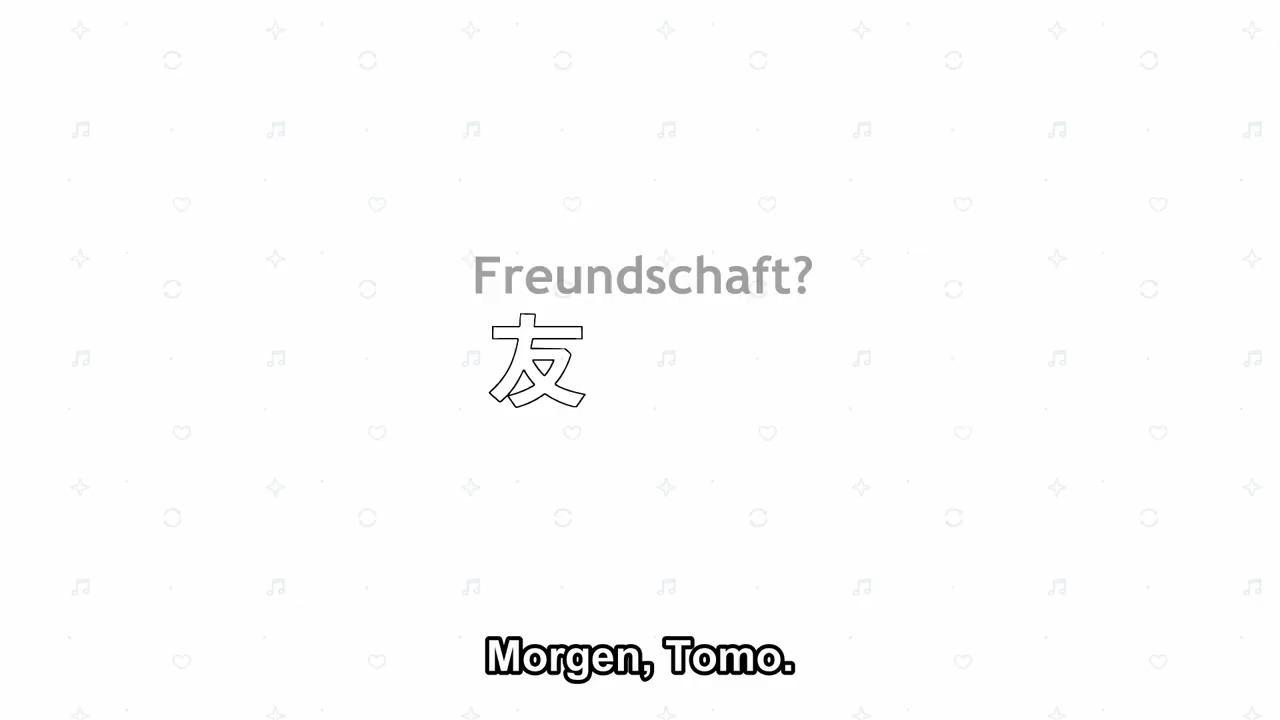 Freundschaft?
友
Morgen, Tomo.